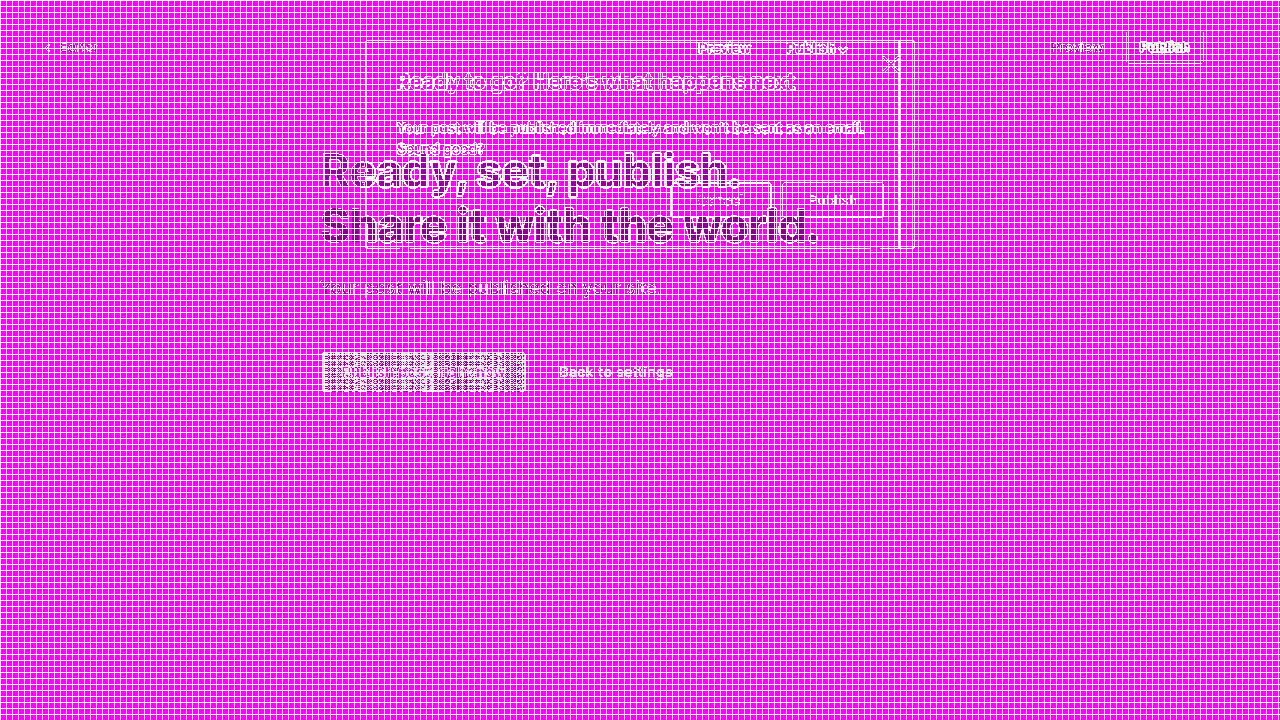 Editor Preview Publish Preview Publish
Ready to go? Here's what happens next
Your post will be published immediately and won't be sent as an email.
Sound good?
Ready, set, publish.
Publish
Share it with the world.
Your post will be published on your site.
Back to settings